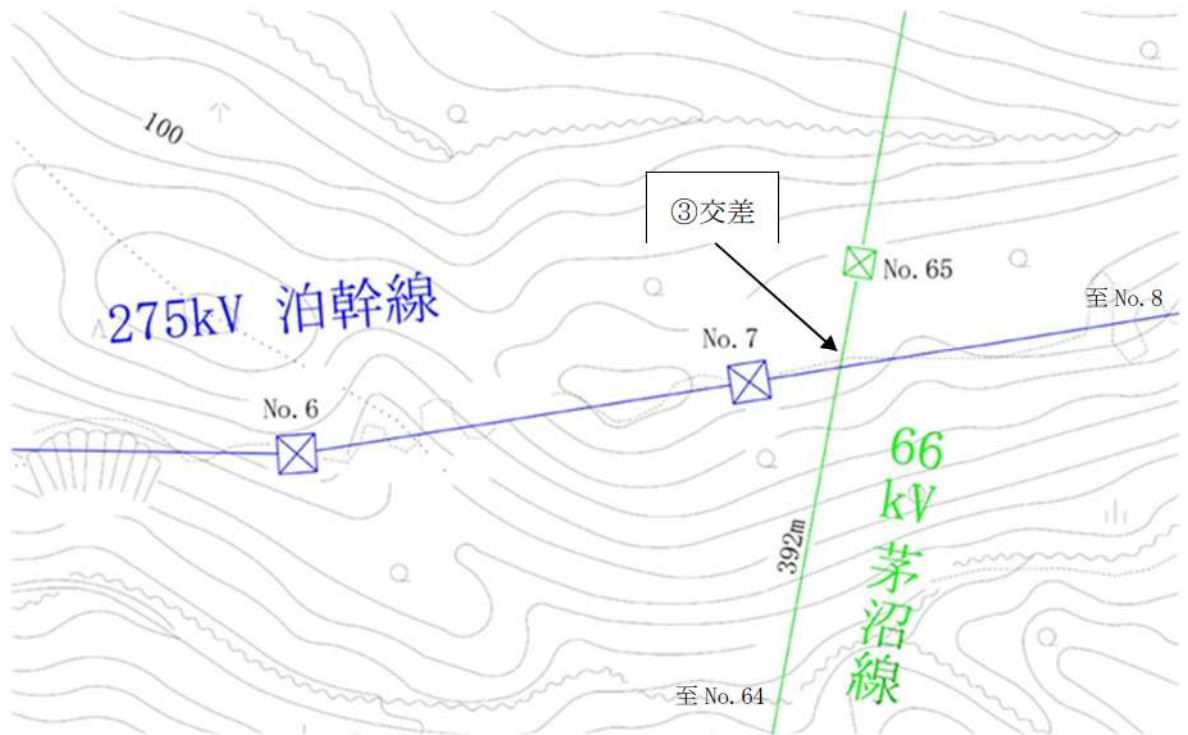 100
③交差
No. 65
至 No. 8
275kV 泊幹線
No. 7
No. 6
66
kV
茅
沼
線
392m
至 No. 64